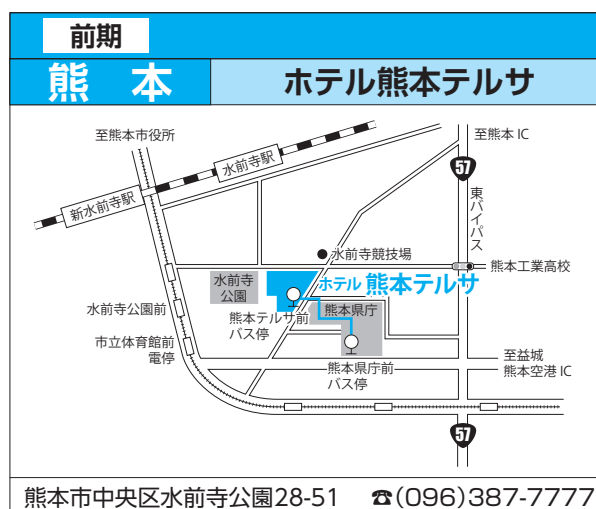 前期
熊 本
ホテル熊本テルサ
至熊本市役所
至熊本 IC
57
水前寺駅
新水前寺駅
東バイパス
水前寺競技場
熊本工業高校
水前寺
公園
ホテル 熊本テルサ
水前寺公園前
熊本テルサ前
バス停
熊本県庁
市立体育館前
電停
熊本県庁前
バス停
至益城
熊本空港 IC
57
熊本市中央区水前寺公園28-51 ☎(096)387-7777